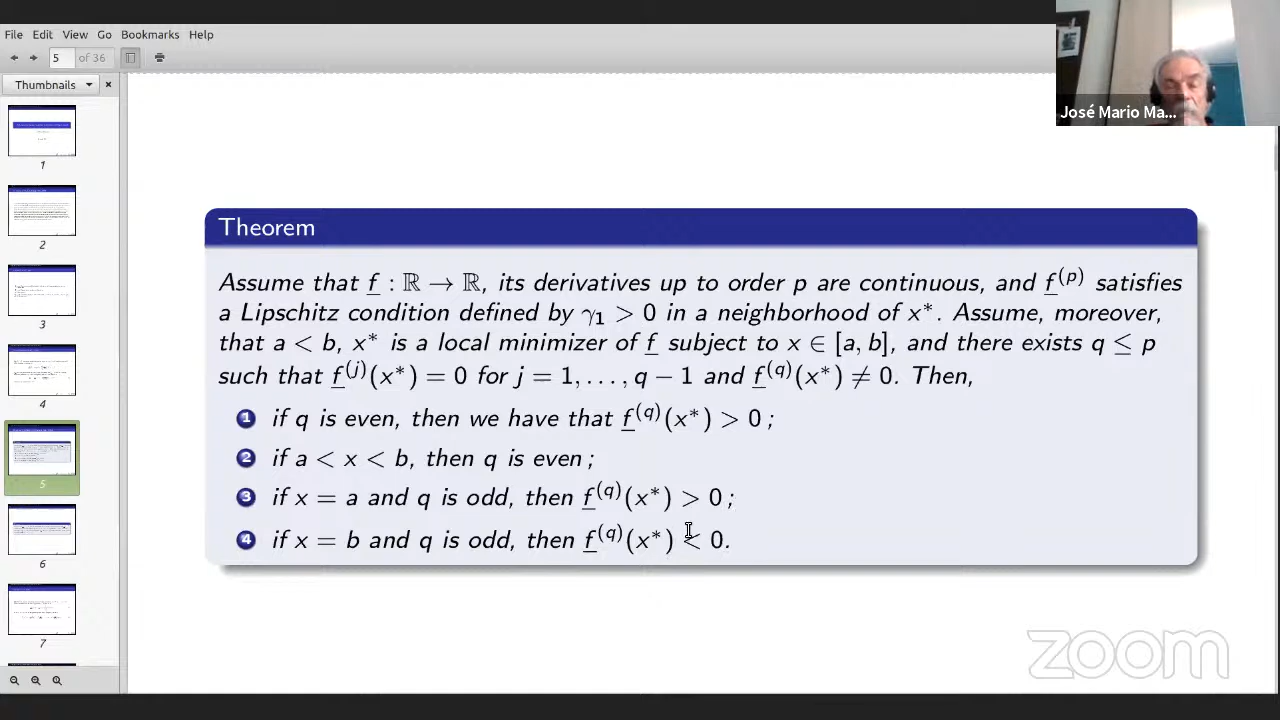 File Edit View Go Bookmarks Help
5 of 36
Thumbnails
1
2
3
4
5
6
7
José Mario Ma...
Theorem
Assume that f : ℝ → ℝ, its derivatives up to order p are continuous, and f^(p) satisfies
a Lipschitz condition defined by γ₁ > 0 in a neighborhood of x*. Assume, moreover,
that a < b, x* is a local minimizer of f subject to x ∈ [a, b], and there exists q ≤ p
such that f^(j)(x*) = 0 for j = 1, . . . , q − 1 and f^(q)(x*) ≠ 0. Then,
1 if q is even, then we have that f^(q)(x*) > 0 ;
2 if a < x < b, then q is even ;
3 if x = a and q is odd, then f^(q)(x*) > 0 ;
4 if x = b and q is odd, then f^(q)(x*) < 0.
zoom